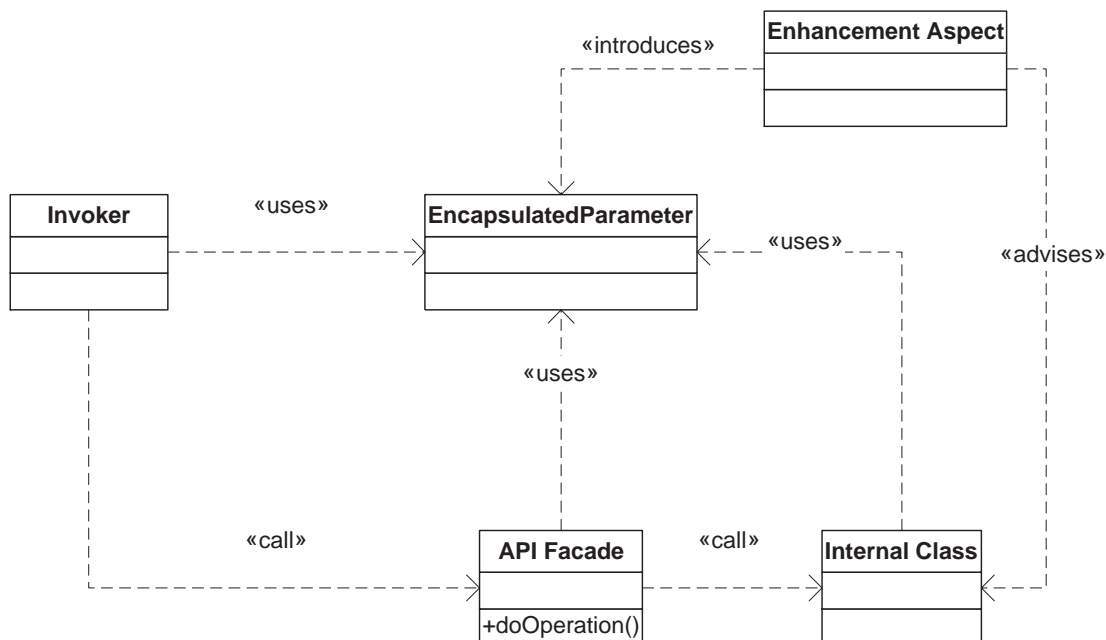 Enhancement Aspect
«introduces»
Invoker
«uses»
EncapsulatedParameter
«uses»
«advises»
«uses»
«call»
API Facade
«call»
Internal Class
+doOperation()